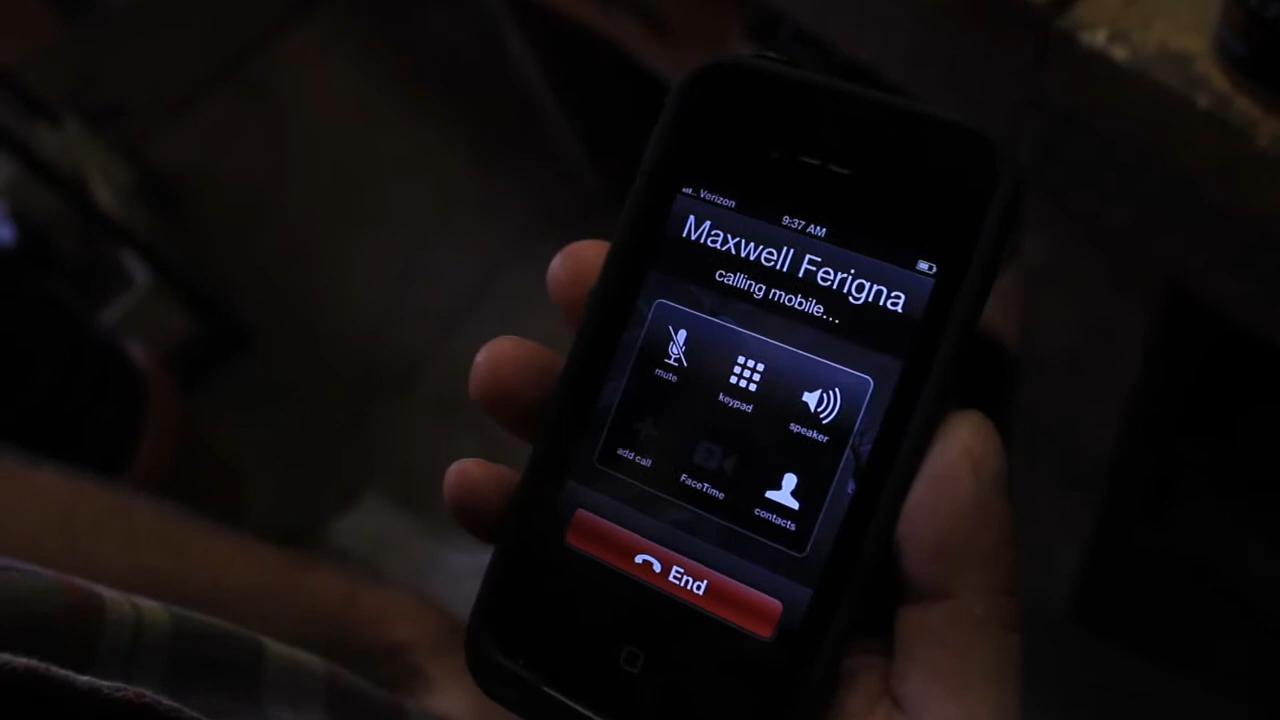 Verizon
9:37 AM
Maxwell Ferigna
calling mobile...
mute
keypad
speaker
add call
FaceTime
contacts
End